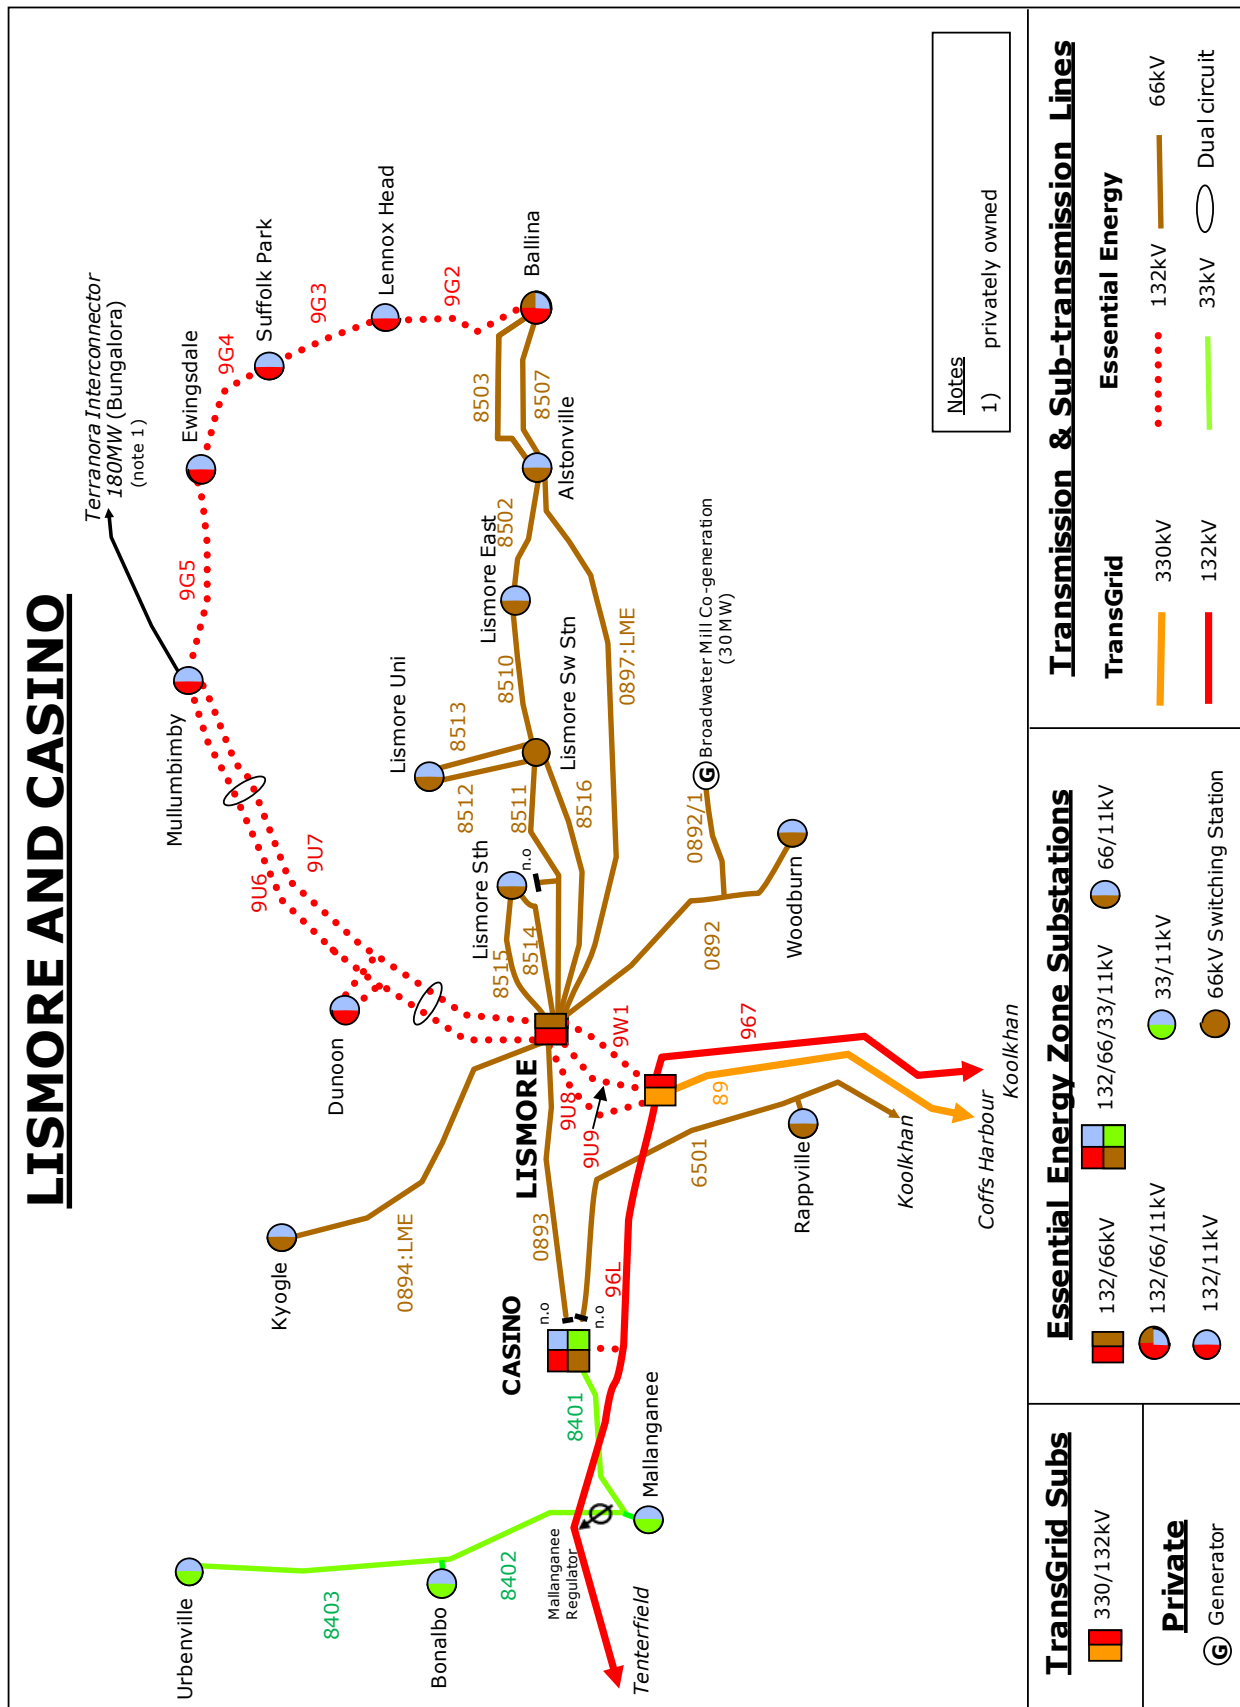 LISMORE AND CASINO
Terranora Interconnector
180MW (Bungalora)
(note 1)
Mullumbimby
9G5
Ewingsdale
9G4
Suffolk Park
9G3
Lennox Head
9G2
Ballina
9U6
9U7
Dunoon
Lismore Uni
8513
8512
8503
8507
Alstonville
8502
Lismore East
8510
Lismore Sw Stn
8511
8516
0897:LME
Lismore Sth
n.o
8515
8514
Broadwater Mill Co-generation
(30MW)
G
0892/1
0892
Woodburn
Kyogle
0894:LME
LISMORE
9U8
9U9
9W1
967
89
Koolkhan
Coffs Harbour
0893
6501
Rappville
Koolkhan
CASINO
n.o
n.o
96L
8401
Mallanganee
Mallanganee
Regulator
Tenterfield
Urbenville
8403
Bonalbo
8402
Notes
1) privately owned
TransGrid Subs
330/132kV
Private
G Generator
Essential Energy Zone Substations
132/66kV
132/66/33/11kV
66/11kV
132/66/11kV
33/11kV
132/11kV
66kV Switching Station
Transmission & Sub-transmission Lines
TransGrid
Essential Energy
330kV
132kV
66kV
132kV
33kV
Dual circuit